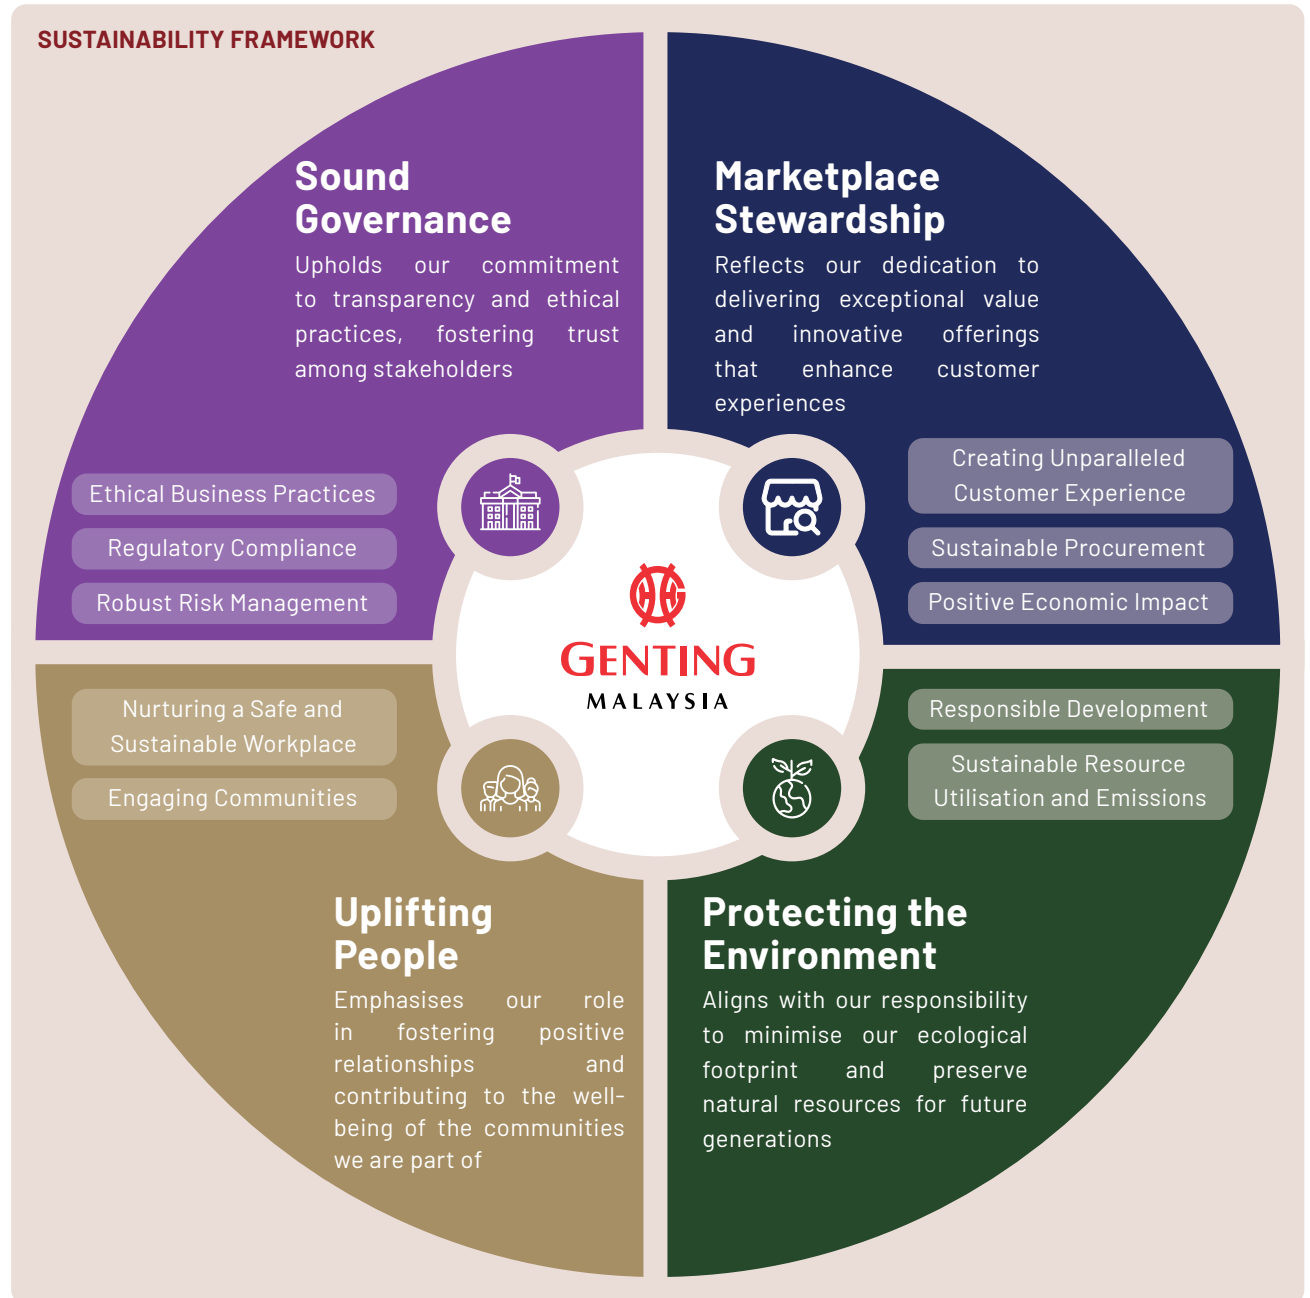 SUSTAINABILITY FRAMEWORK
Sound
Governance
Upholds our commitment
to transparency and ethical
practices, fostering trust
among stakeholders
Ethical Business Practices
Regulatory Compliance
Robust Risk Management
Marketplace
Stewardship
Reflects our dedication to
delivering exceptional value
and innovative offerings
that enhance customer
experiences
Creating Unparalleled
Customer Experience
Sustainable Procurement
Positive Economic Impact
GENTING
MALAYSIA
Nurturing a Safe and
Sustainable Workplace
Engaging Communities
Uplifting
People
Emphasises our role
in fostering positive
relationships and
contributing to the well-
being of the communities
we are part of
Responsible Development
Sustainable Resource
Utilisation and Emissions
Protecting the
Environment
Aligns with our responsibility
to minimise our ecological
footprint and preserve
natural resources for future
generations